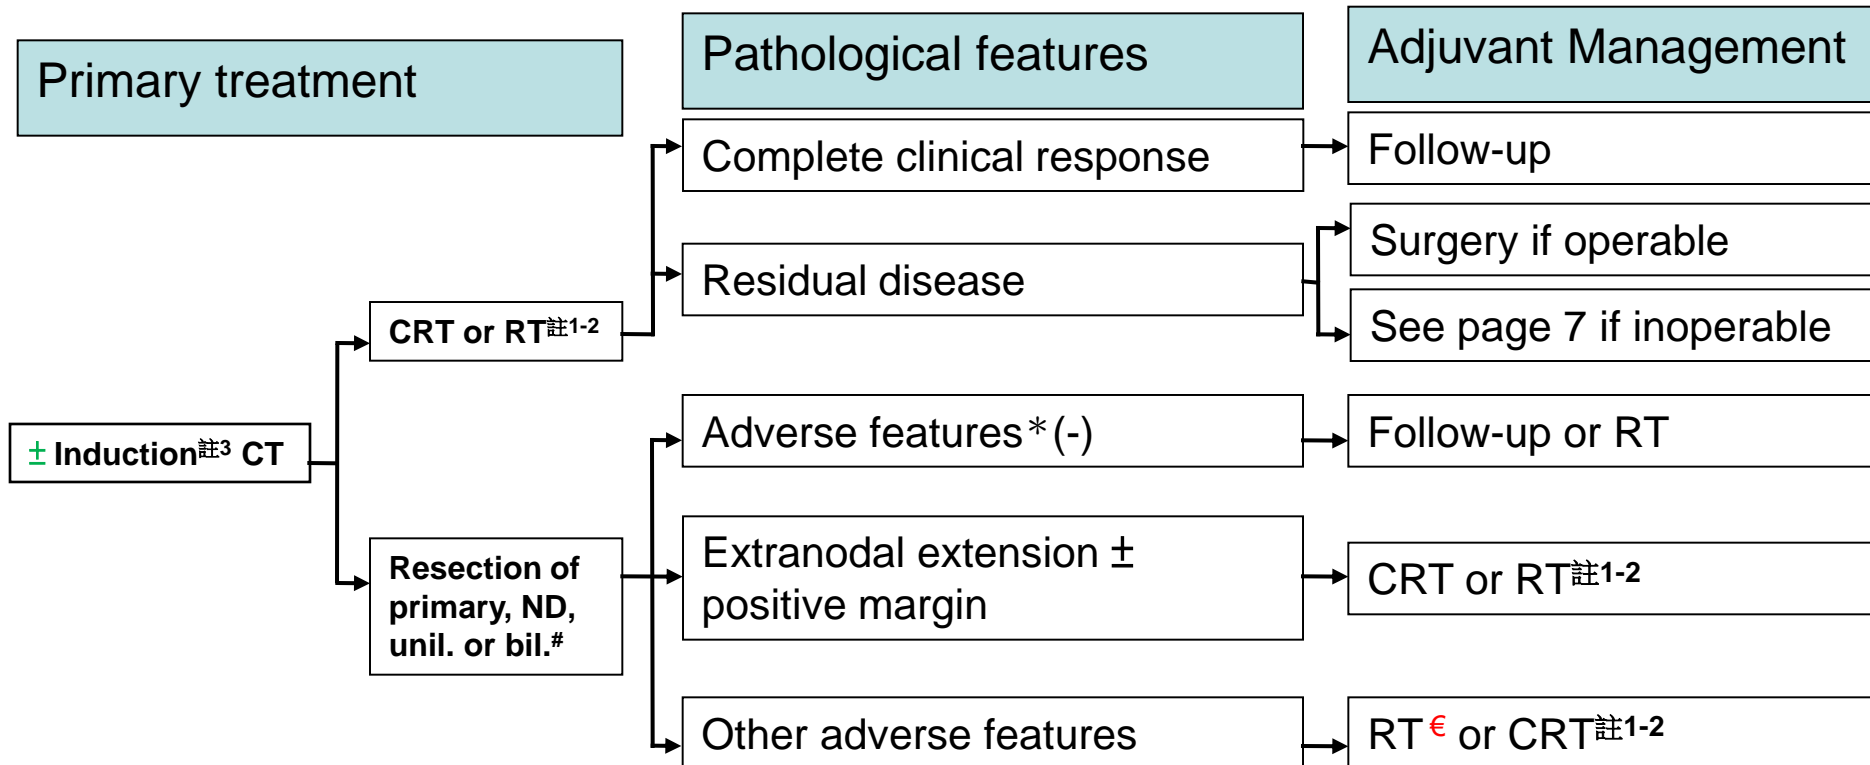 Primary treatment
Pathological features
Adjuvant Management
Complete clinical response
Follow-up
Residual disease
Surgery if operable
See page 7 if inoperable
CRT or RT註1-2
± Induction註3 CT
Adverse features＊(-)
Follow-up or RT
Resection of
primary, ND,
unil. or bil.#
Extranodal extension ±
positive margin
CRT or RT註1-2
Other adverse features
RT € or CRT註1-2